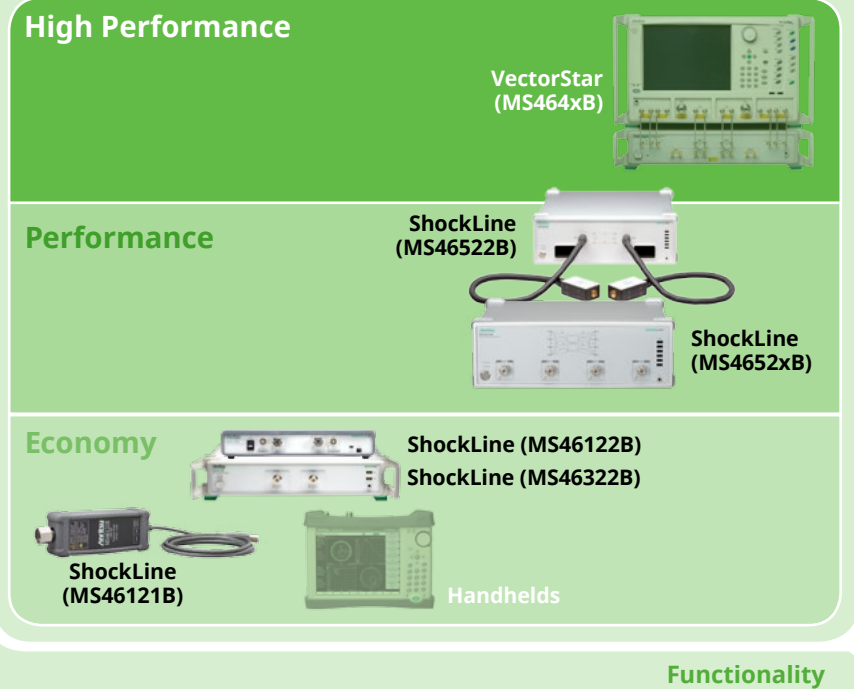 High Performance
VectorStar
(MS464xB)
Performance
ShockLine
(MS46522B)
ShockLine
(MS4652xB)
Economy
ShockLine (MS46122B)
ShockLine (MS46322B)
ShockLine
(MS46121B)
Handhelds
Functionality